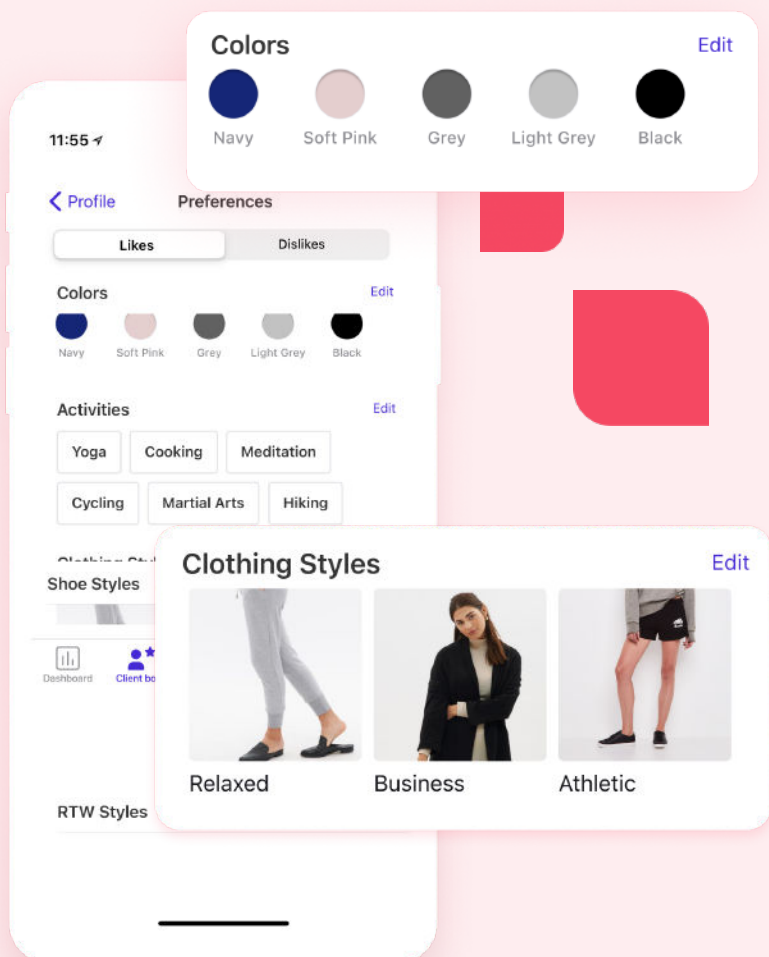 Colors Edit
Navy Soft Pink Grey Light Grey Black
11:55
Profile Preferences
Likes Dislikes
Colors Edit
Navy Soft Pink Grey Light Grey Black
Activities Edit
Yoga Cooking Meditation
Cycling Martial Arts Hiking
Clothing Styles Edit
Shoe Styles
Relaxed Business Athletic
Dashboard Client
RTW Styles